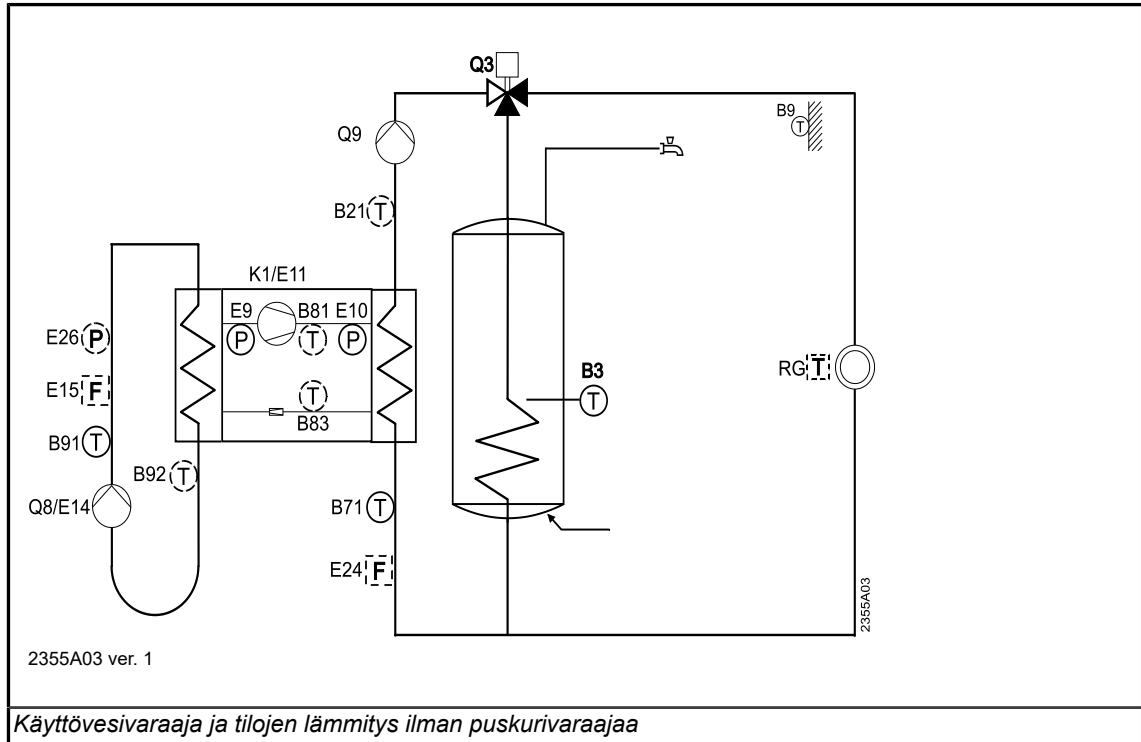 Q3
B9
T
Q9
B21 T
K1/E11
E9 B81 E10
P T P
E26 P
E15 F
T
B83
B91 T
B92 T
Q8/E14
B3
T
RG T
B71 T
E24 F
2355A03
2355A03 ver. 1
Käyttövesivaraaja ja tilojen lämmitys ilman puskurivaraajaa